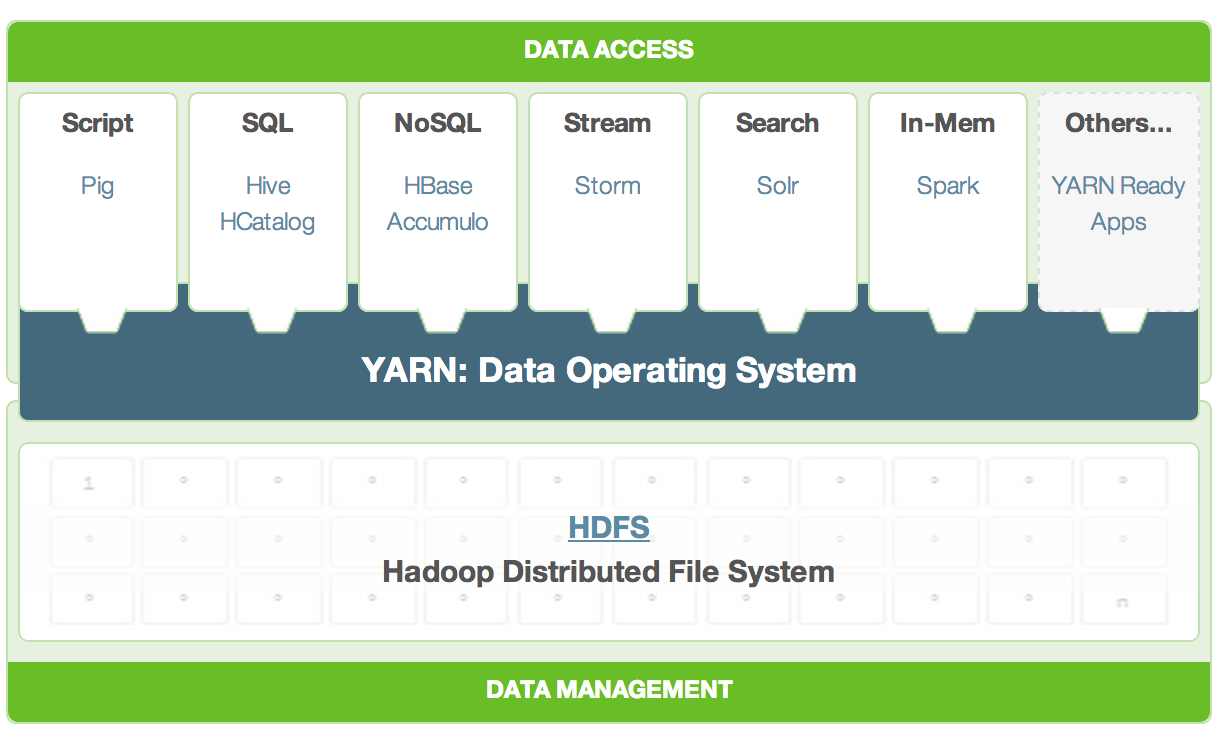 DATA ACCESS
Script
Pig
SQL
Hive
HCatalog
NoSQL
HBase
Accumulo
Stream
Storm
Search
Solr
In-Mem
Spark
Others...
YARN Ready
Apps
YARN: Data Operating System
1
HDFS
Hadoop Distributed File System
n
DATA MANAGEMENT